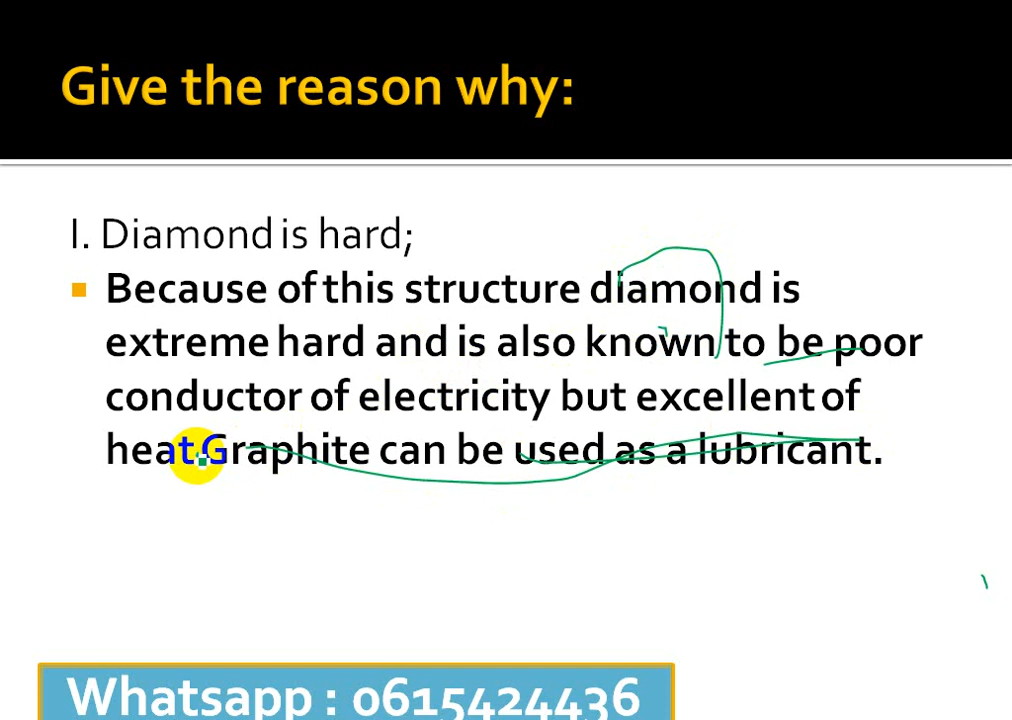 Give the reason why:
I. Diamond is hard;
Because of this structure diamond is
extreme hard and is also known to be poor
conductor of electricity but excellent of
heat.Graphite can be used as a lubricant.
Whatsapp : 0615424436